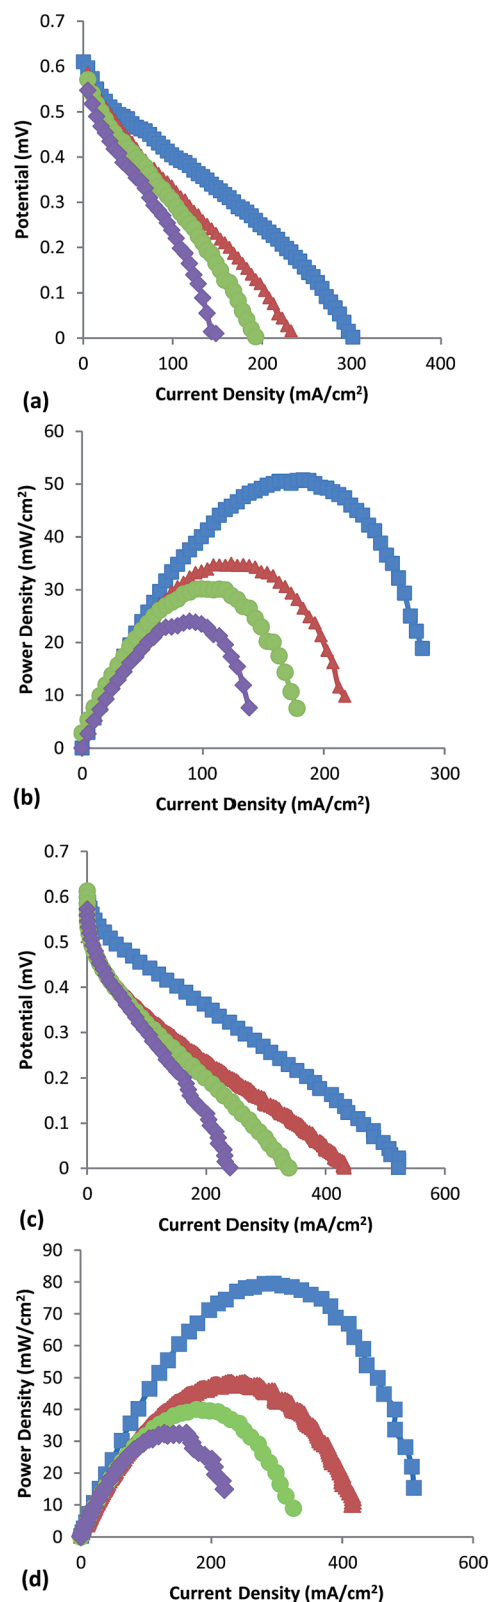 0.7
0.6
0.5
0.4
0.3
0.2
0.1
0
Potential (mV)
0 100 200 300 400
Current Density (mA/cm²)
(a)
60
50
40
30
20
10
0
Power Density (mW/cm²)
0 100 200 300
Current Density (mA/cm²)
(b)
0.7
0.6
0.5
0.4
0.3
0.2
0.1
0
Potential (mV)
0 200 400 600
Current Density (mA/cm²)
(c)
90
80
70
60
50
40
30
20
10
0
Power Density (mW/cm²)
0 200 400 600
Current Density (mA/cm²)
(d)